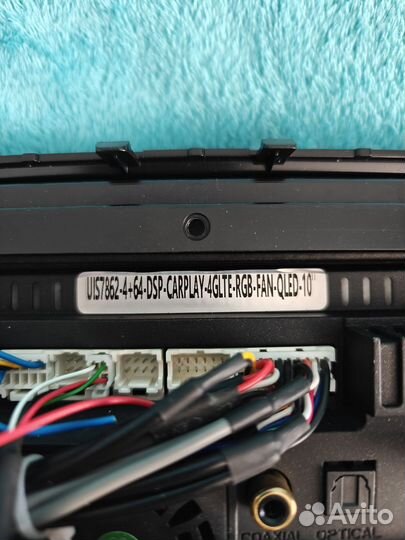 UIS7862-4+64-DSP-CARPLAY-4GLTE-RGB-FAN-QLED-10"
COAXIAL OPTICAL
Avito